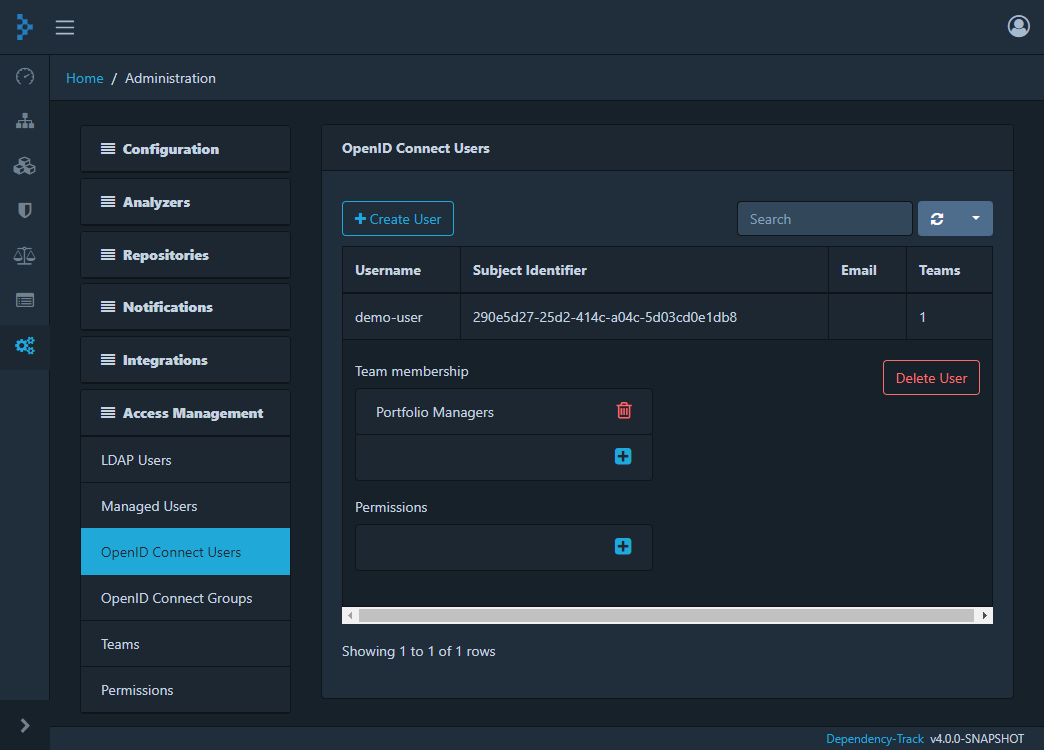 Home / Administration
Configuration
Analyzers
Repositories
Notifications
Integrations
Access Management
LDAP Users
Managed Users
OpenID Connect Users
OpenID Connect Groups
Teams
Permissions
OpenID Connect Users
Create User
Search
Username Subject Identifier Email Teams
demo-user 290e5d27-25d2-414c-a04c-5d03cd0e1db8 1
Team membership
Delete User
Portfolio Managers
Permissions
Showing 1 to 1 of 1 rows
Dependency-Track v4.0.0-SNAPSHOT